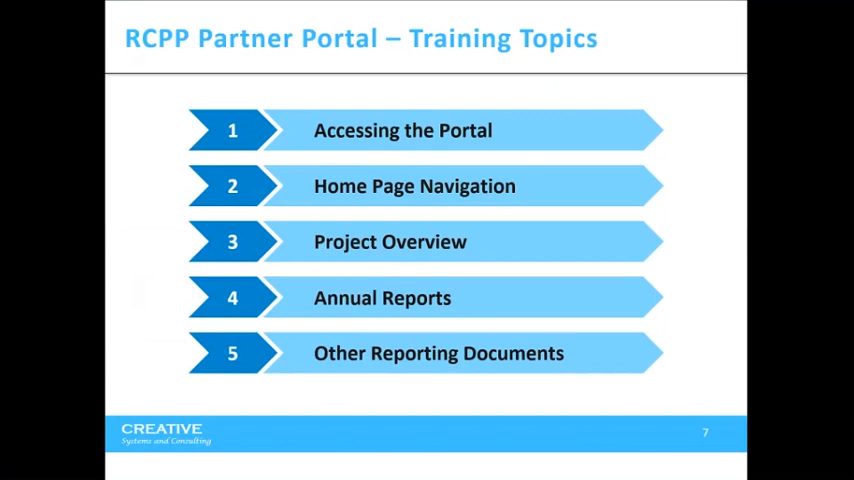 RCPP Partner Portal – Training Topics
1 Accessing the Portal
2 Home Page Navigation
3 Project Overview
4 Annual Reports
5 Other Reporting Documents
CREATIVE
Systems and Consulting
7